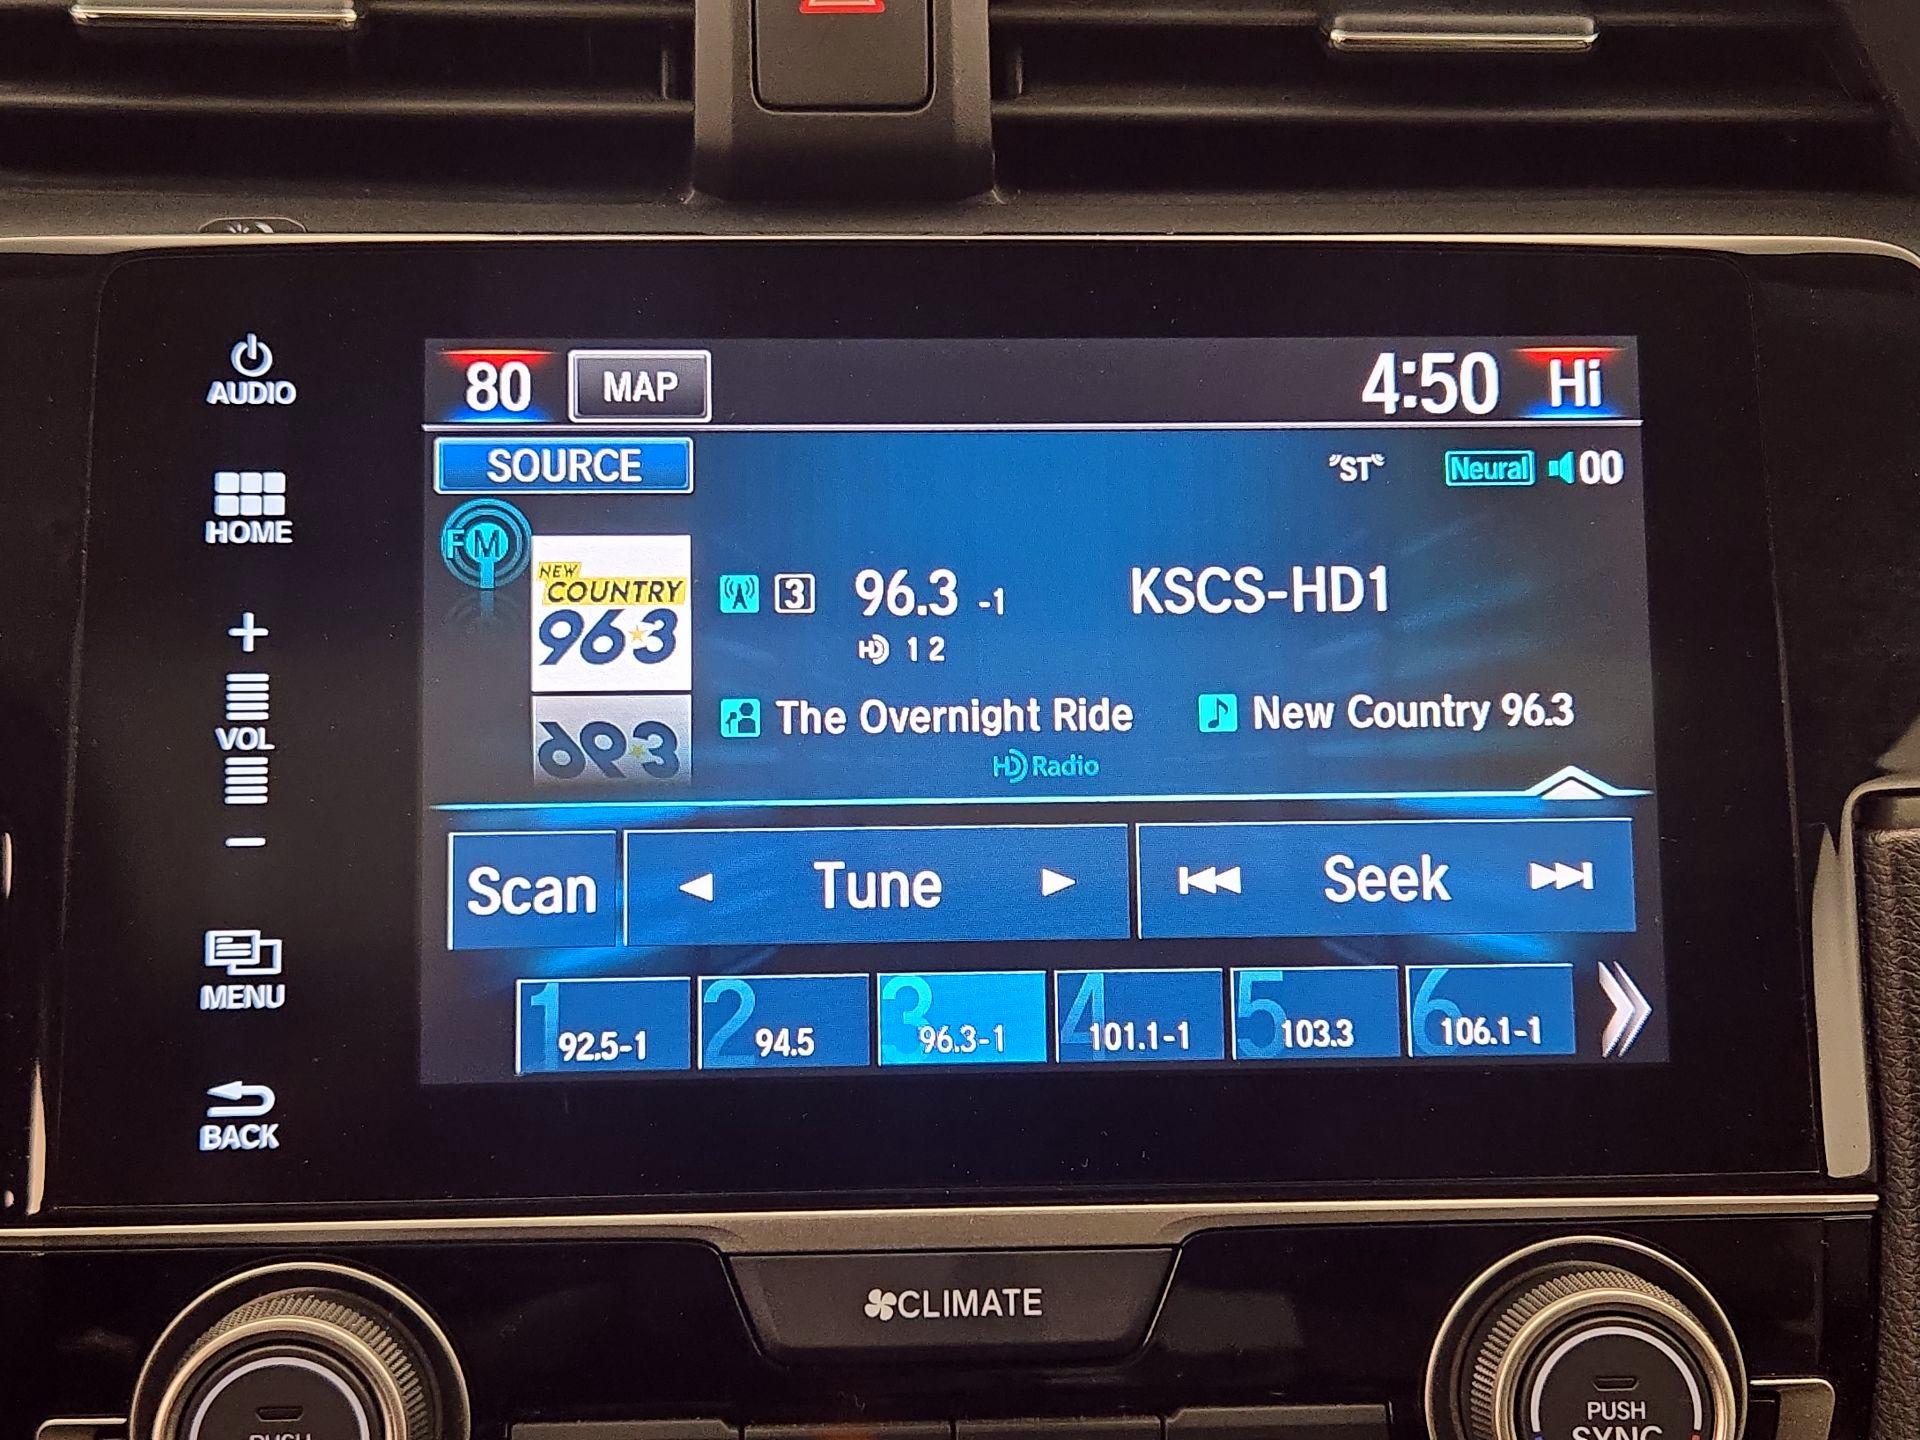 AUDIO
HOME
+
VOL
−
MENU
BACK
80 MAP 4:50 Hi
SOURCE "ST" Neural 00
FM
NEW
COUNTRY
96★3
3 96.3 -1 KSCS-HD1
HD 1 2
The Overnight Ride New Country 96.3
HD Radio
Scan Tune Seek
1 92.5-1 2 94.5 3 96.3-1 4 101.1-1 5 103.3 6 106.1-1
CLIMATE
PUSH
PUSH
SYNC